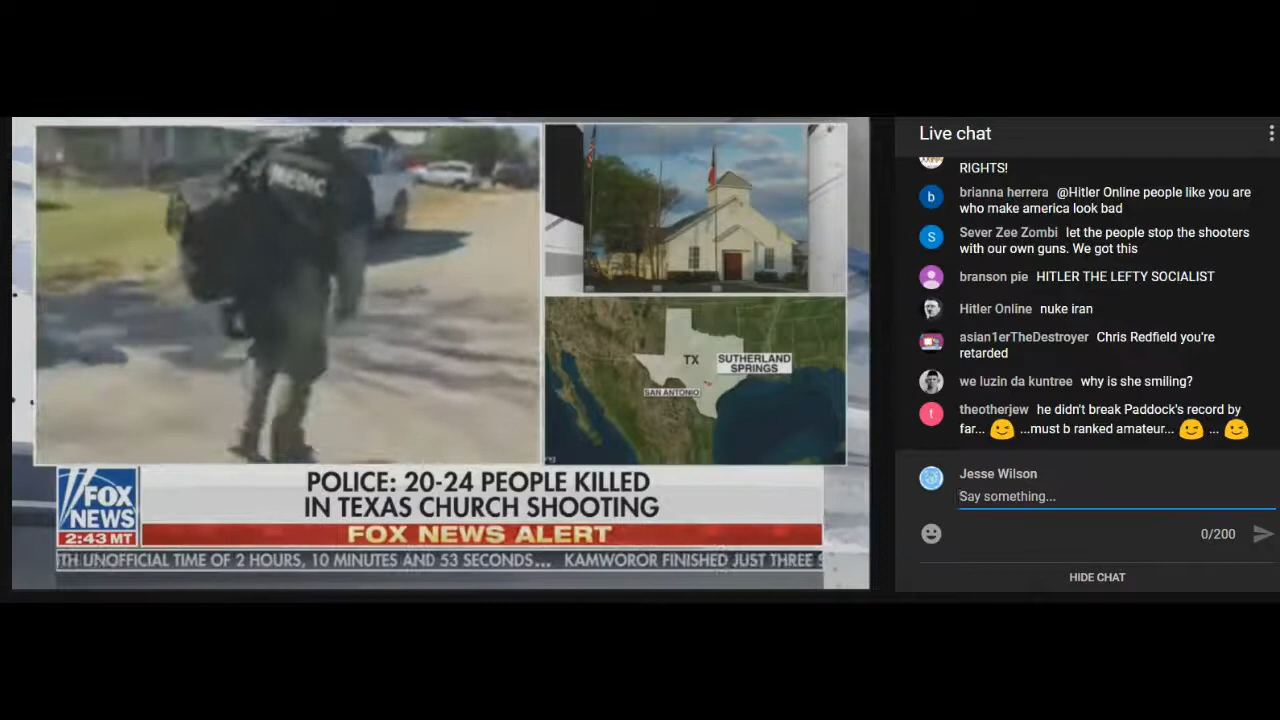 MEDIC
TX
SUTHERLAND
SPRINGS
SAN ANTONIO
POLICE: 20-24 PEOPLE KILLED
IN TEXAS CHURCH SHOOTING
FOX
NEWS
2:43 MT
FOX NEWS ALERT
UNOFFICIAL TIME OF 2 HOURS, 10 MINUTES AND 53 SECONDS... KAMWOROR FINISHED JUST THREE
Live chat
RIGHTS!
brianna herrera @Hitler Online people like you are
who make america look bad
Sever Zee Zombi let the people stop the shooters
with our own guns. We got this
branson pie HITLER THE LEFTY SOCIALIST
Hitler Online nuke iran
asian1erTheDestroyer Chris Redfield you're
retarded
we luzin da kuntree why is she smiling?
theotherjew he didn't break Paddock's record by
far... 😉 ...must b ranked amateur... 😉 ... 😉
Jesse Wilson
Say something...
0/200
HIDE CHAT